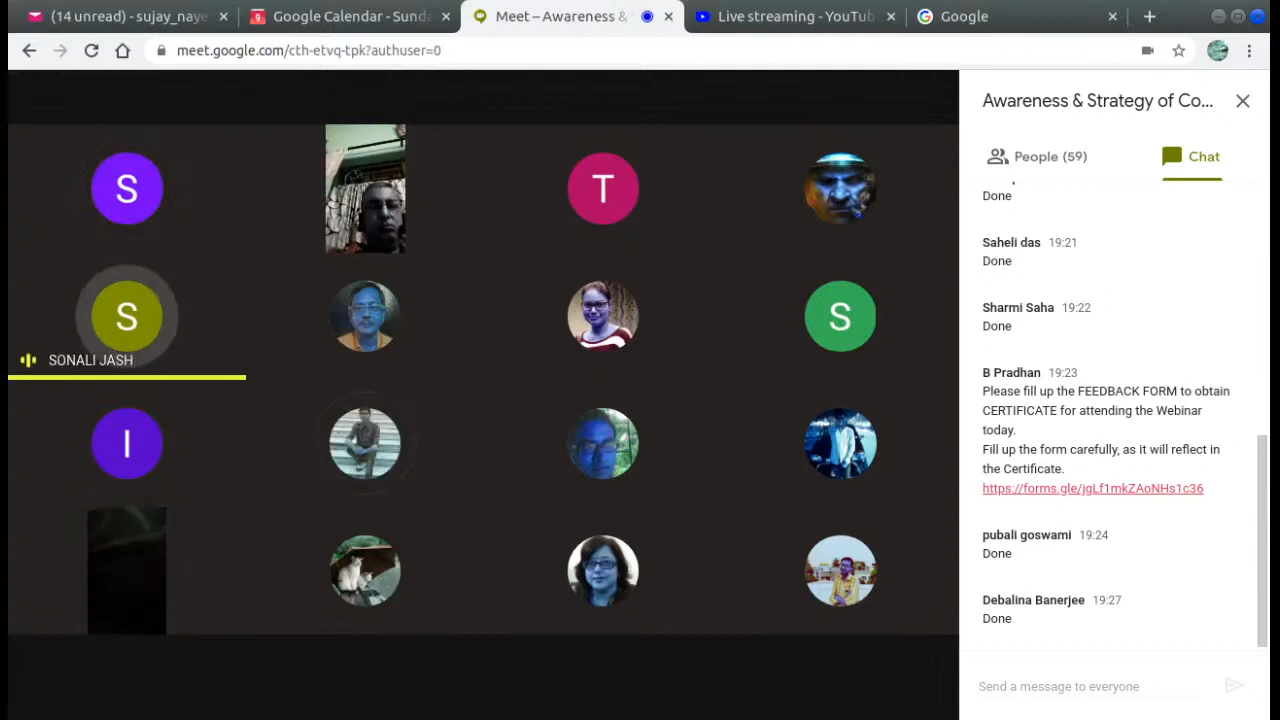 (14 unread) - sujay_naye
Google Calendar - Sund
Meet – Awareness &
Live streaming - YouTub
Google
meet.google.com/cth-etvq-tpk?authuser=0
Awareness & Strategy of Co...
People (59)
Chat
Done
Saheli das 19:21
Done
Sharmi Saha 19:22
Done
B Pradhan 19:23
Please fill up the FEEDBACK FORM to obtain
CERTIFICATE for attending the Webinar
today.
Fill up the form carefully, as it will reflect in
the Certificate.
https://forms.gle/jgLf1mkZAoNHs1c36
pubali goswami 19:24
Done
Debalina Banerjee 19:27
Done
Send a message to everyone
S
T
S
SONALI JASH
S
I